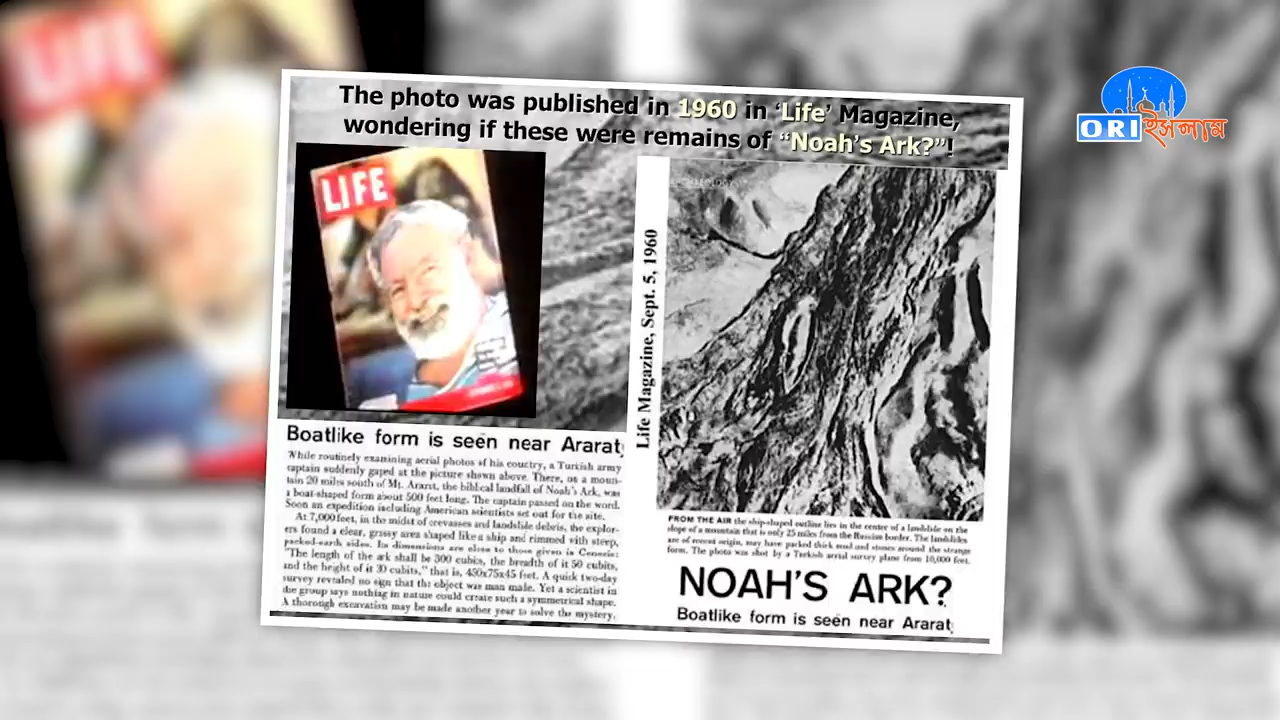 The photo was published in 1960 in 'Life' Magazine,
wondering if these were remains of "Noah's Ark?"!
ORI ইসলাম
LIFE
LIFE
Life Magazine, Sept. 5, 1960
Boatlike form is seen near Ararat
While routinely examining aerial photos of his country, a Turkish army
captain suddenly gaped at the picture shown above. There, on a moun-
tain 20 miles south of Mt. Ararat, the biblical landfall of Noah's Ark, was
a boat-shaped form about 500 feet long. The captain passed on the word.
Soon an expedition including American scientists set out for the site.
At 7,000 feet, in the midst of crevasses and landslide debris, the explor-
ers found a clear, grassy area shaped like a ship and rimmed with steep,
packed-earth sides. Its dimensions are close to those given in Genesis:
"The length of the ark shall be 300 cubits, the breadth of it 50 cubits,
and the height of it 30 cubits," that is, 450x75x45 feet. A quick two-day
survey revealed no sign that the object was man made. Yet a scientist in
the group says nothing in nature could create such a symmetrical shape.
A thorough excavation may be made another year to solve the mystery.
FROM THE AIR the ship-shaped outline lies in the center of a landslide on the
slope of a mountain that is only 25 miles from the Russian border. The landslides
are of recent origin, may have packed thick mud and stones around the strange
form. The photo was shot by a Turkish aerial survey plane from 10,000 feet.
NOAH'S ARK?
Boatlike form is seen near Ararat